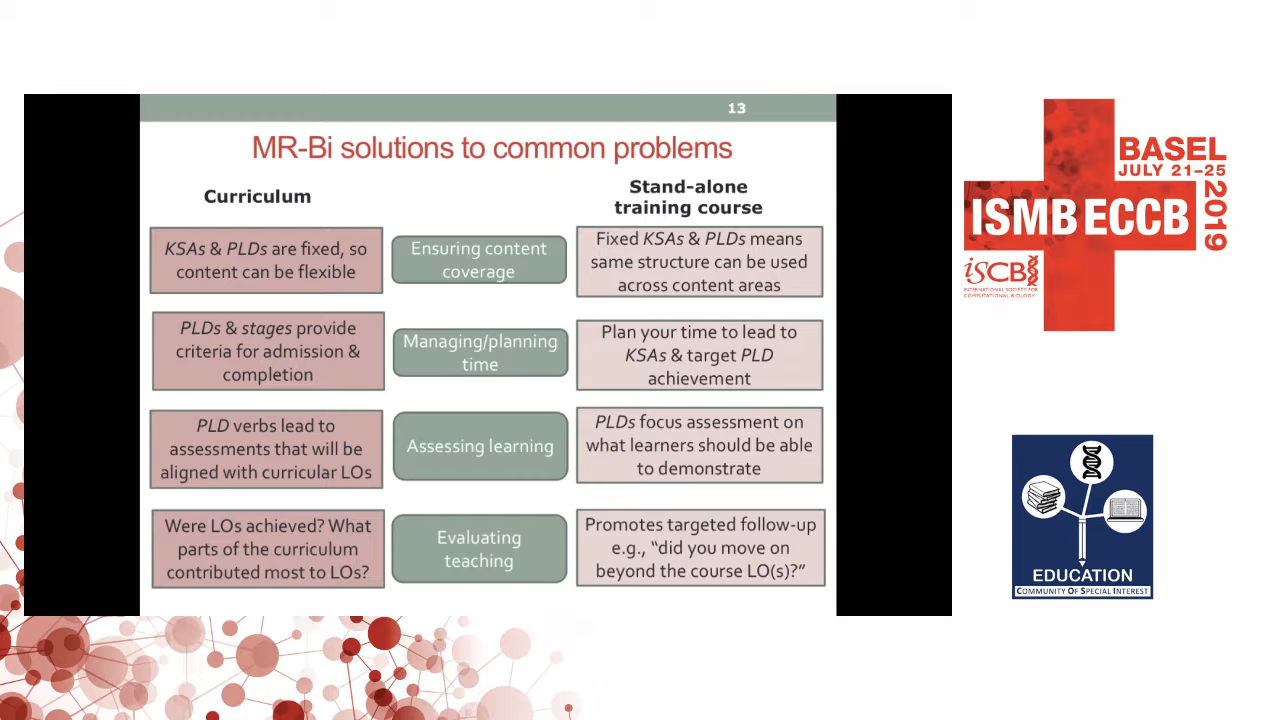 13
MR-Bi solutions to common problems
Curriculum
Stand-alone
training course
KSAs & PLDs are fixed, so
content can be flexible
Ensuring content
coverage
Fixed KSAs & PLDs means
same structure can be used
across content areas
PLDs & stages provide
criteria for admission &
completion
Managing/planning
time
Plan your time to lead to
KSAs & target PLD
achievement
PLD verbs lead to
assessments that will be
aligned with curricular LOs
Assessing learning
PLDs focus assessment on
what learners should be able
to demonstrate
Were LOs achieved? What
parts of the curriculum
contributed most to LOs?
Evaluating
teaching
Promotes targeted follow-up
e.g., “did you move on
beyond the course LO(s)?”
BASEL
JULY 21–25
2019
ISMB ECCB
iSCB
INTERNATIONAL SOCIETY FOR
COMPUTATIONAL BIOLOGY
EDUCATION
COMMUNITY OF SPECIAL INTEREST